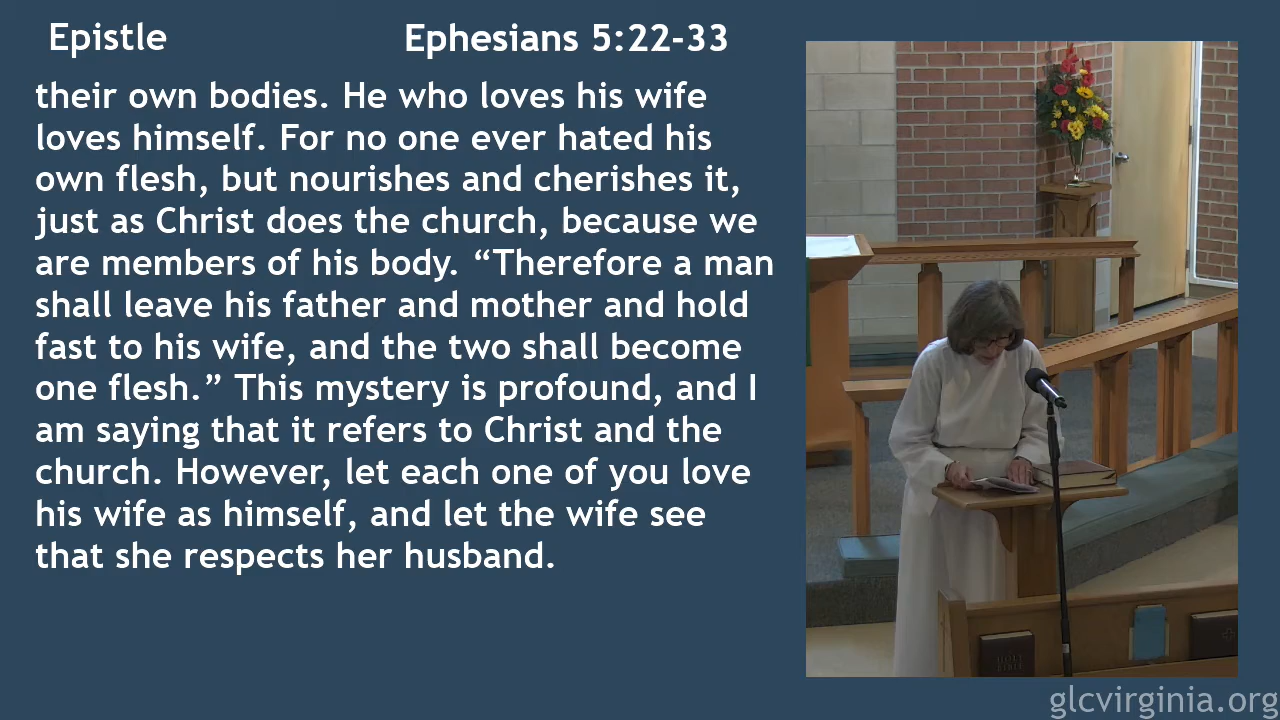 Epistle
Ephesians 5:22-33
their own bodies. He who loves his wife
loves himself. For no one ever hated his
own flesh, but nourishes and cherishes it,
just as Christ does the church, because we
are members of his body. “Therefore a man
shall leave his father and mother and hold
fast to his wife, and the two shall become
one flesh.” This mystery is profound, and I
am saying that it refers to Christ and the
church. However, let each one of you love
his wife as himself, and let the wife see
that she respects her husband.
HOLY
BIBLE
glcvirginia.org